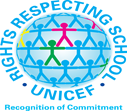 RIGHTS RESPECTING SCHOOL
• UNICEF •
Recognition of Commitment